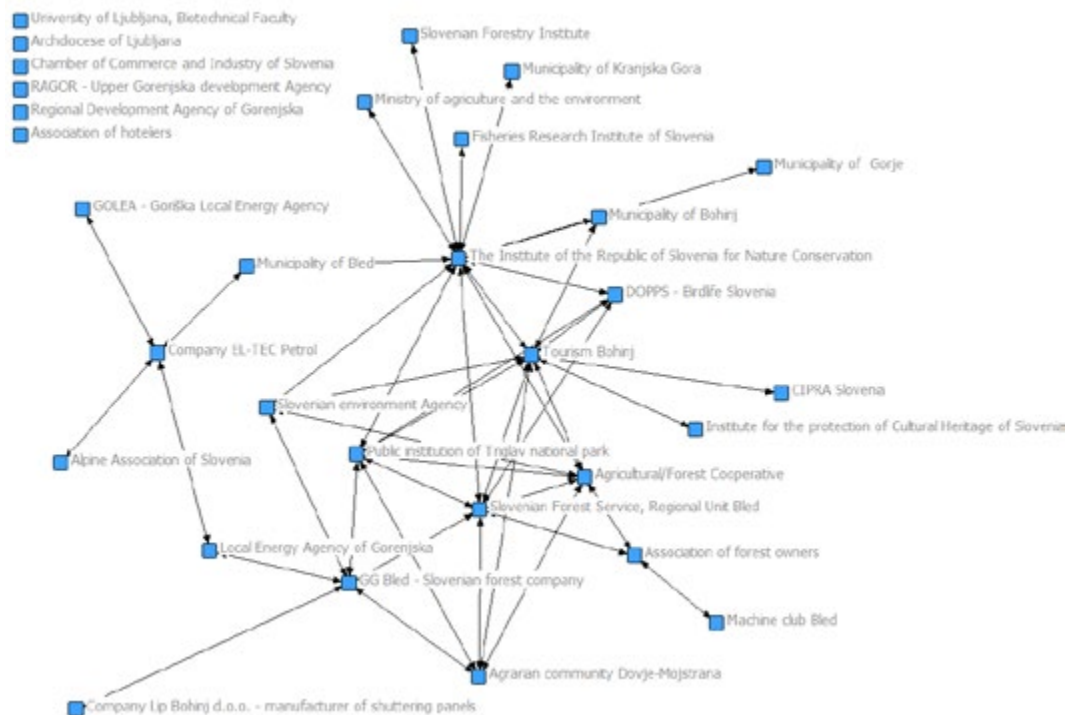 University of Ljubljana, Biotechnical Faculty
Archdocese of Ljubljana
Chamber of Commerce and Industry of Slovenia
RAGOR - Upper Gorenjska development Agency
Regional Development Agency of Gorenjska
Association of hoteliers
Slovenian Forestry Institute
Municipality of Kranjska Gora
Ministry of agriculture and the environment
Fisheries Research Institute of Slovenia
Municipality of Gorje
GOLEA - Goriška Local Energy Agency
Municipality of Bohinj
The Insttute of the Republic of Slovenia for Nature Conservation
Municipality of Bled
DOPPS - Birdlife Slovenia
Company EL-TEC Petrol
Tourism Bohinj
CIPRA Slovenia
Slovenian environment Agency
Institute for the protection of Cultural Heritage of Slovenia
Public institution of Triglav national park
Alpine Association of Slovenia
Agricultural/Forest Cooperative
Slovenian Forest Service, Regional Unit Bled
Local Energy Agency of Gorenjska
Association of forest owners
GG Bled - Slovenian forest company
Machine club Bled
Agrarian community Dovje-Mojstrana
Company Lip Bohinj d.o.o. - manufacturer of shuttering panels